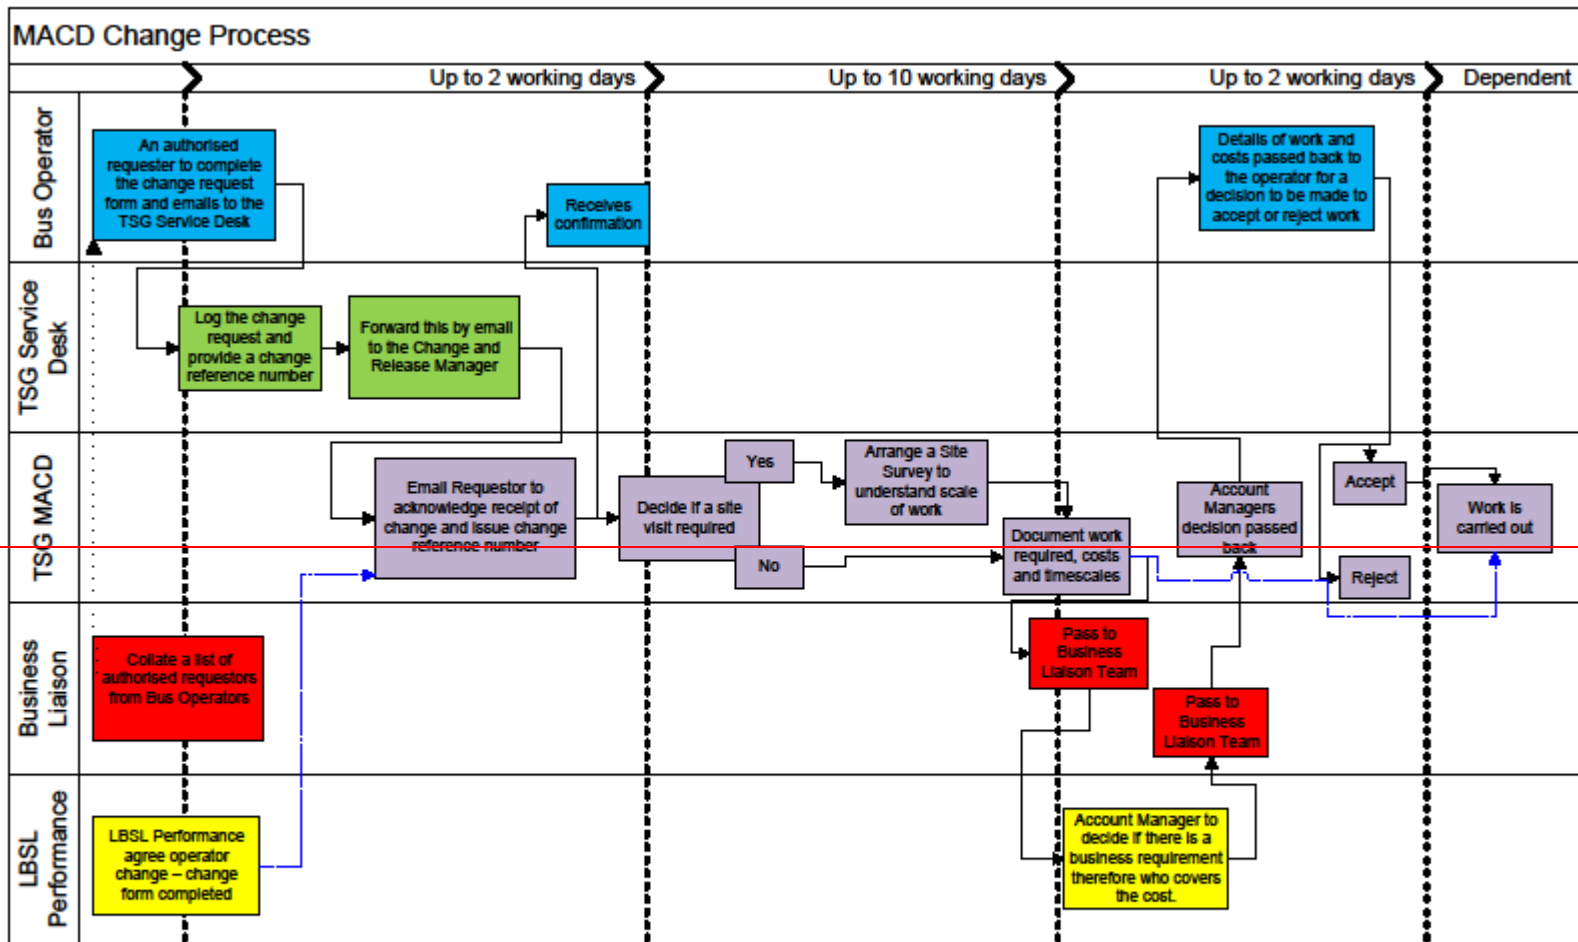 MACD Change Process
Up to 2 working days
Up to 10 working days
Up to 2 working days
Dependent
Bus Operator
An authorised
requester to complete
the change request
form and emails to the
TSG Service Desk
Receives
confirmation
Details of work and
costs passed back to
the operator for a
decision to be made to
accept or reject work
TSG Service
Desk
Log the change
request and
provide a change
reference number
Forward this by email
to the Change and
Release Manager
TSG MACD
Email Requestor to
acknowledge receipt of
change and issue change
reference number
Decide if a site
visit required
Yes
No
Arrange a Site
Survey to
understand scale
of work
Document work
required, costs
and timescales
Account
Managers
decision passed
back
Accept
Reject
Work is
carried out
Business
Liaison
Collate a list of
authorised requestors
from Bus Operators
Pass to
Business
Liaison Team
Pass to
Business
Liaison Team
LBSL
Performance
LBSL Performance
agree operator
change – change
form completed
Account Manager to
decide if there is a
business requirement
therefore who covers
the cost.